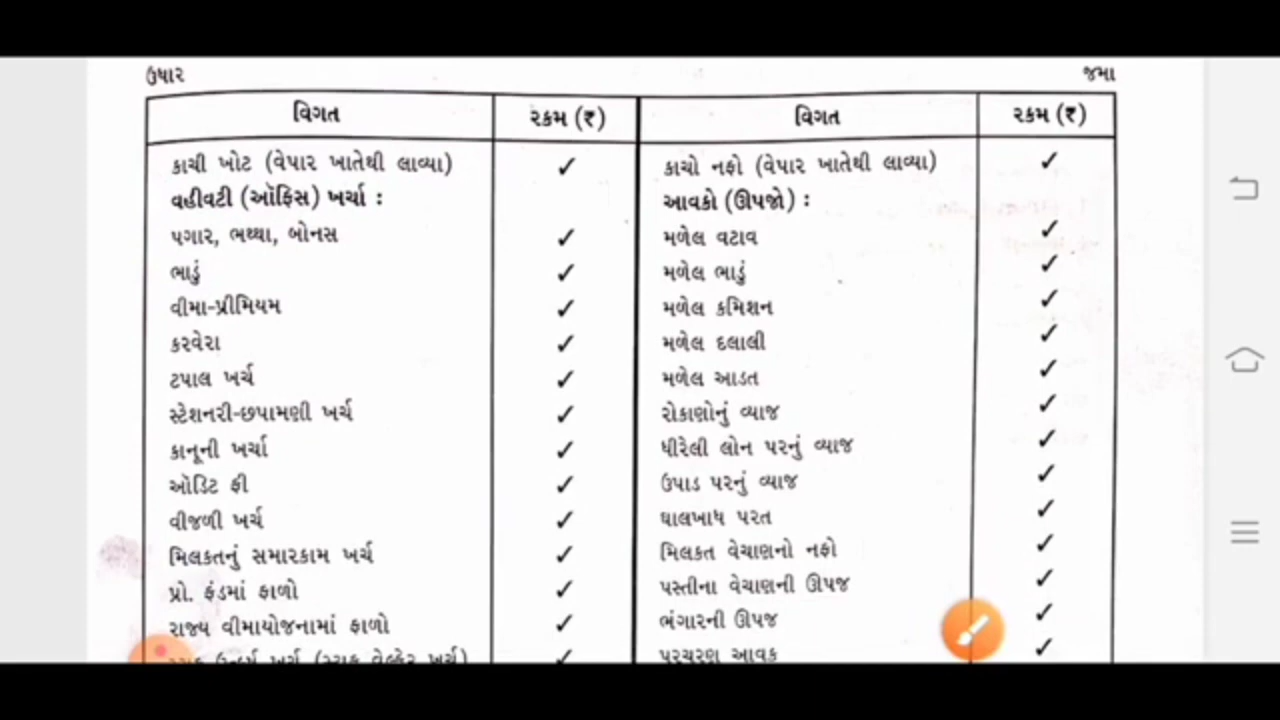 ઉધાર જમા
વિગત રકમ (₹) વિગત રકમ (₹)
કાચી ખોટ (વેપાર ખાતેથી લાવ્યા) ✓ કાચો નફો (વેપાર ખાતેથી લાવ્યા) ✓
વહીવટી (ઑફિસ) ખર્ચા : આવકો (ઊપજો) :
પગાર, ભથ્થા, બોનસ ✓ મળેલ વટાવ ✓
ભાડું ✓ મળેલ ભાડું ✓
વીમા-પ્રીમિયમ ✓ મળેલ કમિશન ✓
કરવેરા ✓ મળેલ દલાલી ✓
ટપાલ ખર્ચ ✓ મળેલ આડત ✓
સ્ટેશનરી-છપામણી ખર્ચ ✓ રોકાણોનું વ્યાજ ✓
કાનૂની ખર્ચા ✓ ધીરેલી લોન પરનું વ્યાજ ✓
ઑડિટ ફી ✓ ઉપાડ પરનું વ્યાજ ✓
વીજળી ખર્ચ ✓ ઘાલખાધ પરત ✓
મિલકતનું સમારકામ ખર્ચ ✓ મિલકત વેચાણનો નફો ✓
પ્રો. ફંડમાં ફાળો ✓ પસ્તીના વેચાણની ઊપજ ✓
રાજ્ય વીમાયોજનામાં ફાળો ✓ ભંગારની ઊપજ ✓
✓ પરચૂરણ આવક ✓